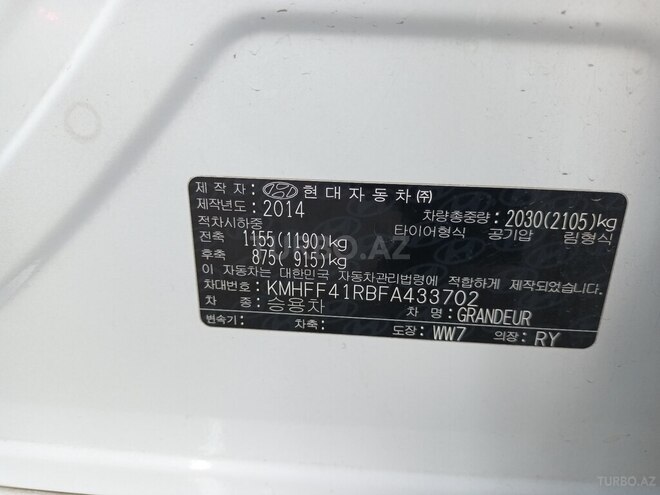 제 작 자 : 현대자동차㈜
제작년도: 2014 차량총중량: 2030(2105)kg
적차시하중 타이어형식 공기압 림형식
전축 1155(1190)kg
후축 875( 915)kg
이 자동차는 대한민국 자동차관리법령에 적합하게 제작되었습니다.
차대번호: KMHFF41RBFA433702
차 종: 승용차 차 명: GRANDEUR
변속기: 차축: 도장: WW7 의장: RY
TURBO.AZ
TURBO.AZ